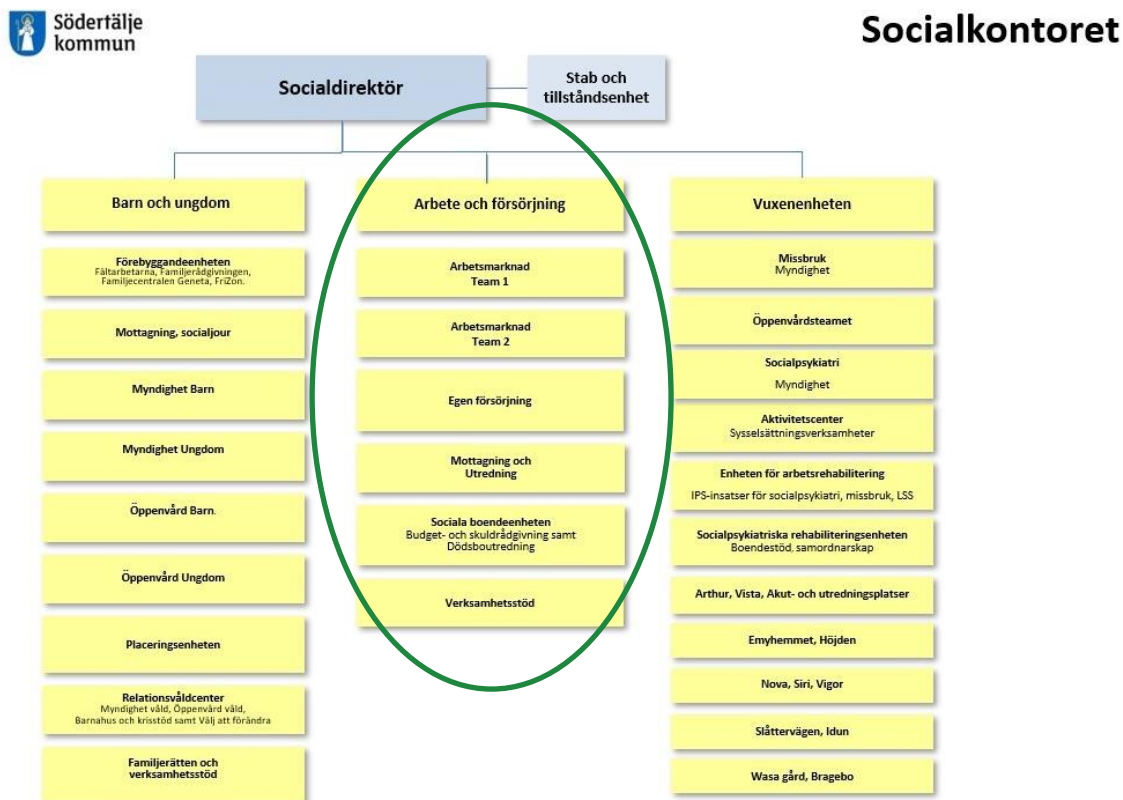 Södertälje
kommun
Socialkontoret
Socialdirektör
Stab och
tillståndsenhet
Barn och ungdom
Förebyggandeenheten
Fältarbetarna, Familjerådgivningen,
Familjecentralen Geneta, FriZon.
Mottagning, socialjour
Myndighet Barn
Myndighet Ungdom
Öppenvård Barn.
Öppenvård Ungdom
Placeringsenheten
Relationsvåldcenter
Myndighet våld, Öppenvård våld,
Barnahus och krisstöd samt Välj att förändra
Familjerätten och
verksamhetsstöd
Arbete och försörjning
Arbetsmarknad
Team 1
Arbetsmarknad
Team 2
Egen försörjning
Mottagning och
Utredning
Sociala boendeenheten
Budget- och skuldrådgivning samt
Dödsboutredning
Verksamhetsstöd
Vuxenenheten
Missbruk
Myndighet
Öppenvårdsteamet
Socialpsykiatri
Myndighet
Aktivitetscenter
Sysselsättningsverksamheter
Enheten för arbetsrehabilitering
IPS-insatser för socialpsykiatri, missbruk, LSS
Socialpsykiatriska rehabiliteringsenheten
Boendestöd, samordnarskap
Arthur, Vista, Akut- och utredningsplatser
Emyhemmet, Höjden
Nova, Siri, Vigor
Slåttervägen, Idun
Wasa gård, Bragebo